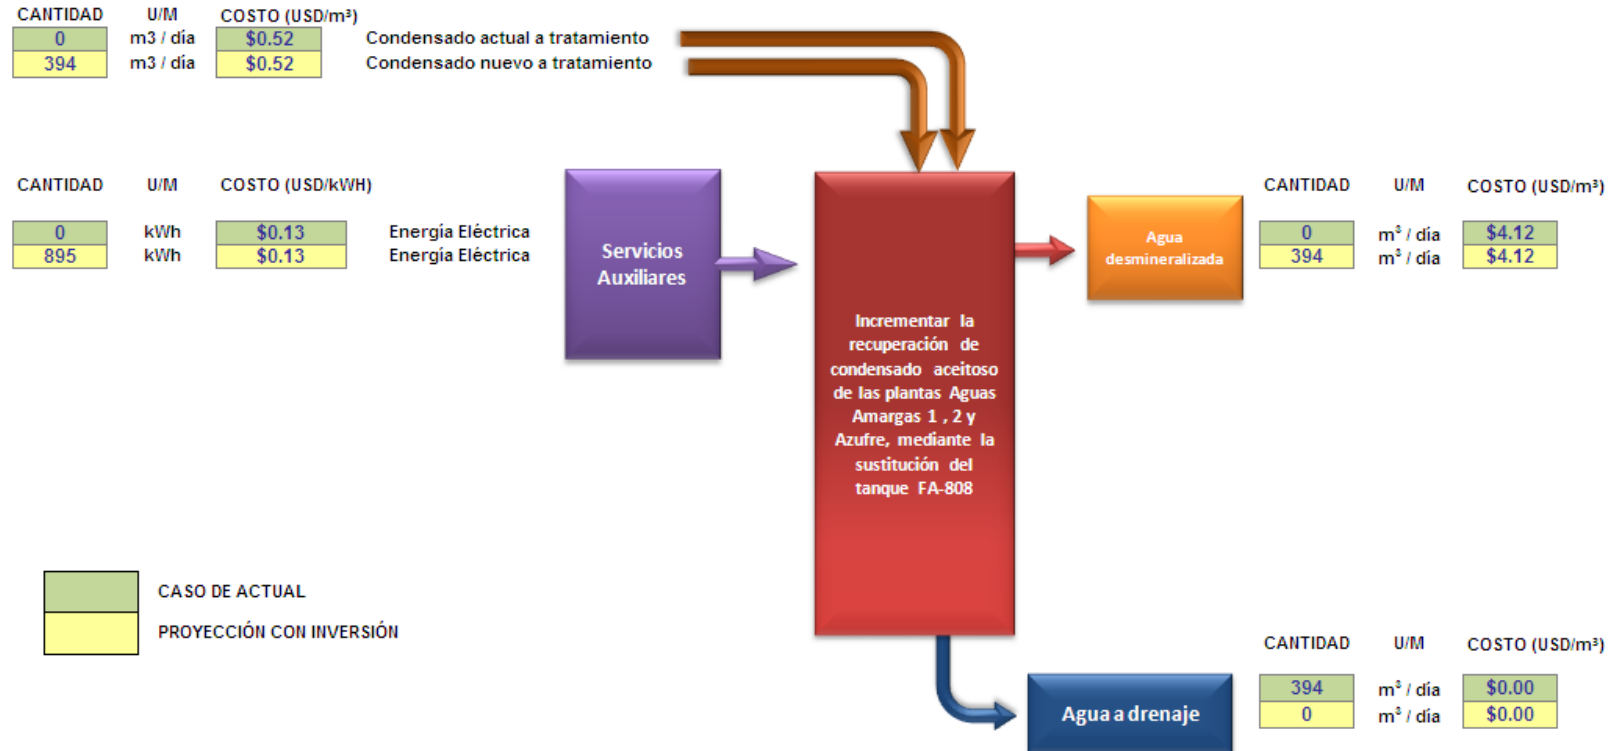 CANTIDAD U/M COSTO (USD/m³)
0 m3 / día $0.52 Condensado actual a tratamiento
394 m3 / día $0.52 Condensado nuevo a tratamiento
CANTIDAD U/M COSTO (USD/kWH)
0 kWh $0.13 Energía Eléctrica
895 kWh $0.13 Energía Eléctrica
Servicios
Auxiliares
Incrementar la
recuperación de
condensado aceitoso
de las plantas Aguas
Amargas 1 , 2 y
Azufre, mediante la
sustitución del
tanque FA-808
Agua
desmineralizada
CANTIDAD U/M COSTO (USD/m³)
0 m³ / día $4.12
394 m³ / día $4.12
CASO DE ACTUAL
PROYECCIÓN CON INVERSIÓN
Agua a drenaje
CANTIDAD U/M COSTO (USD/m³)
394 m³ / día $0.00
0 m³ / día $0.00